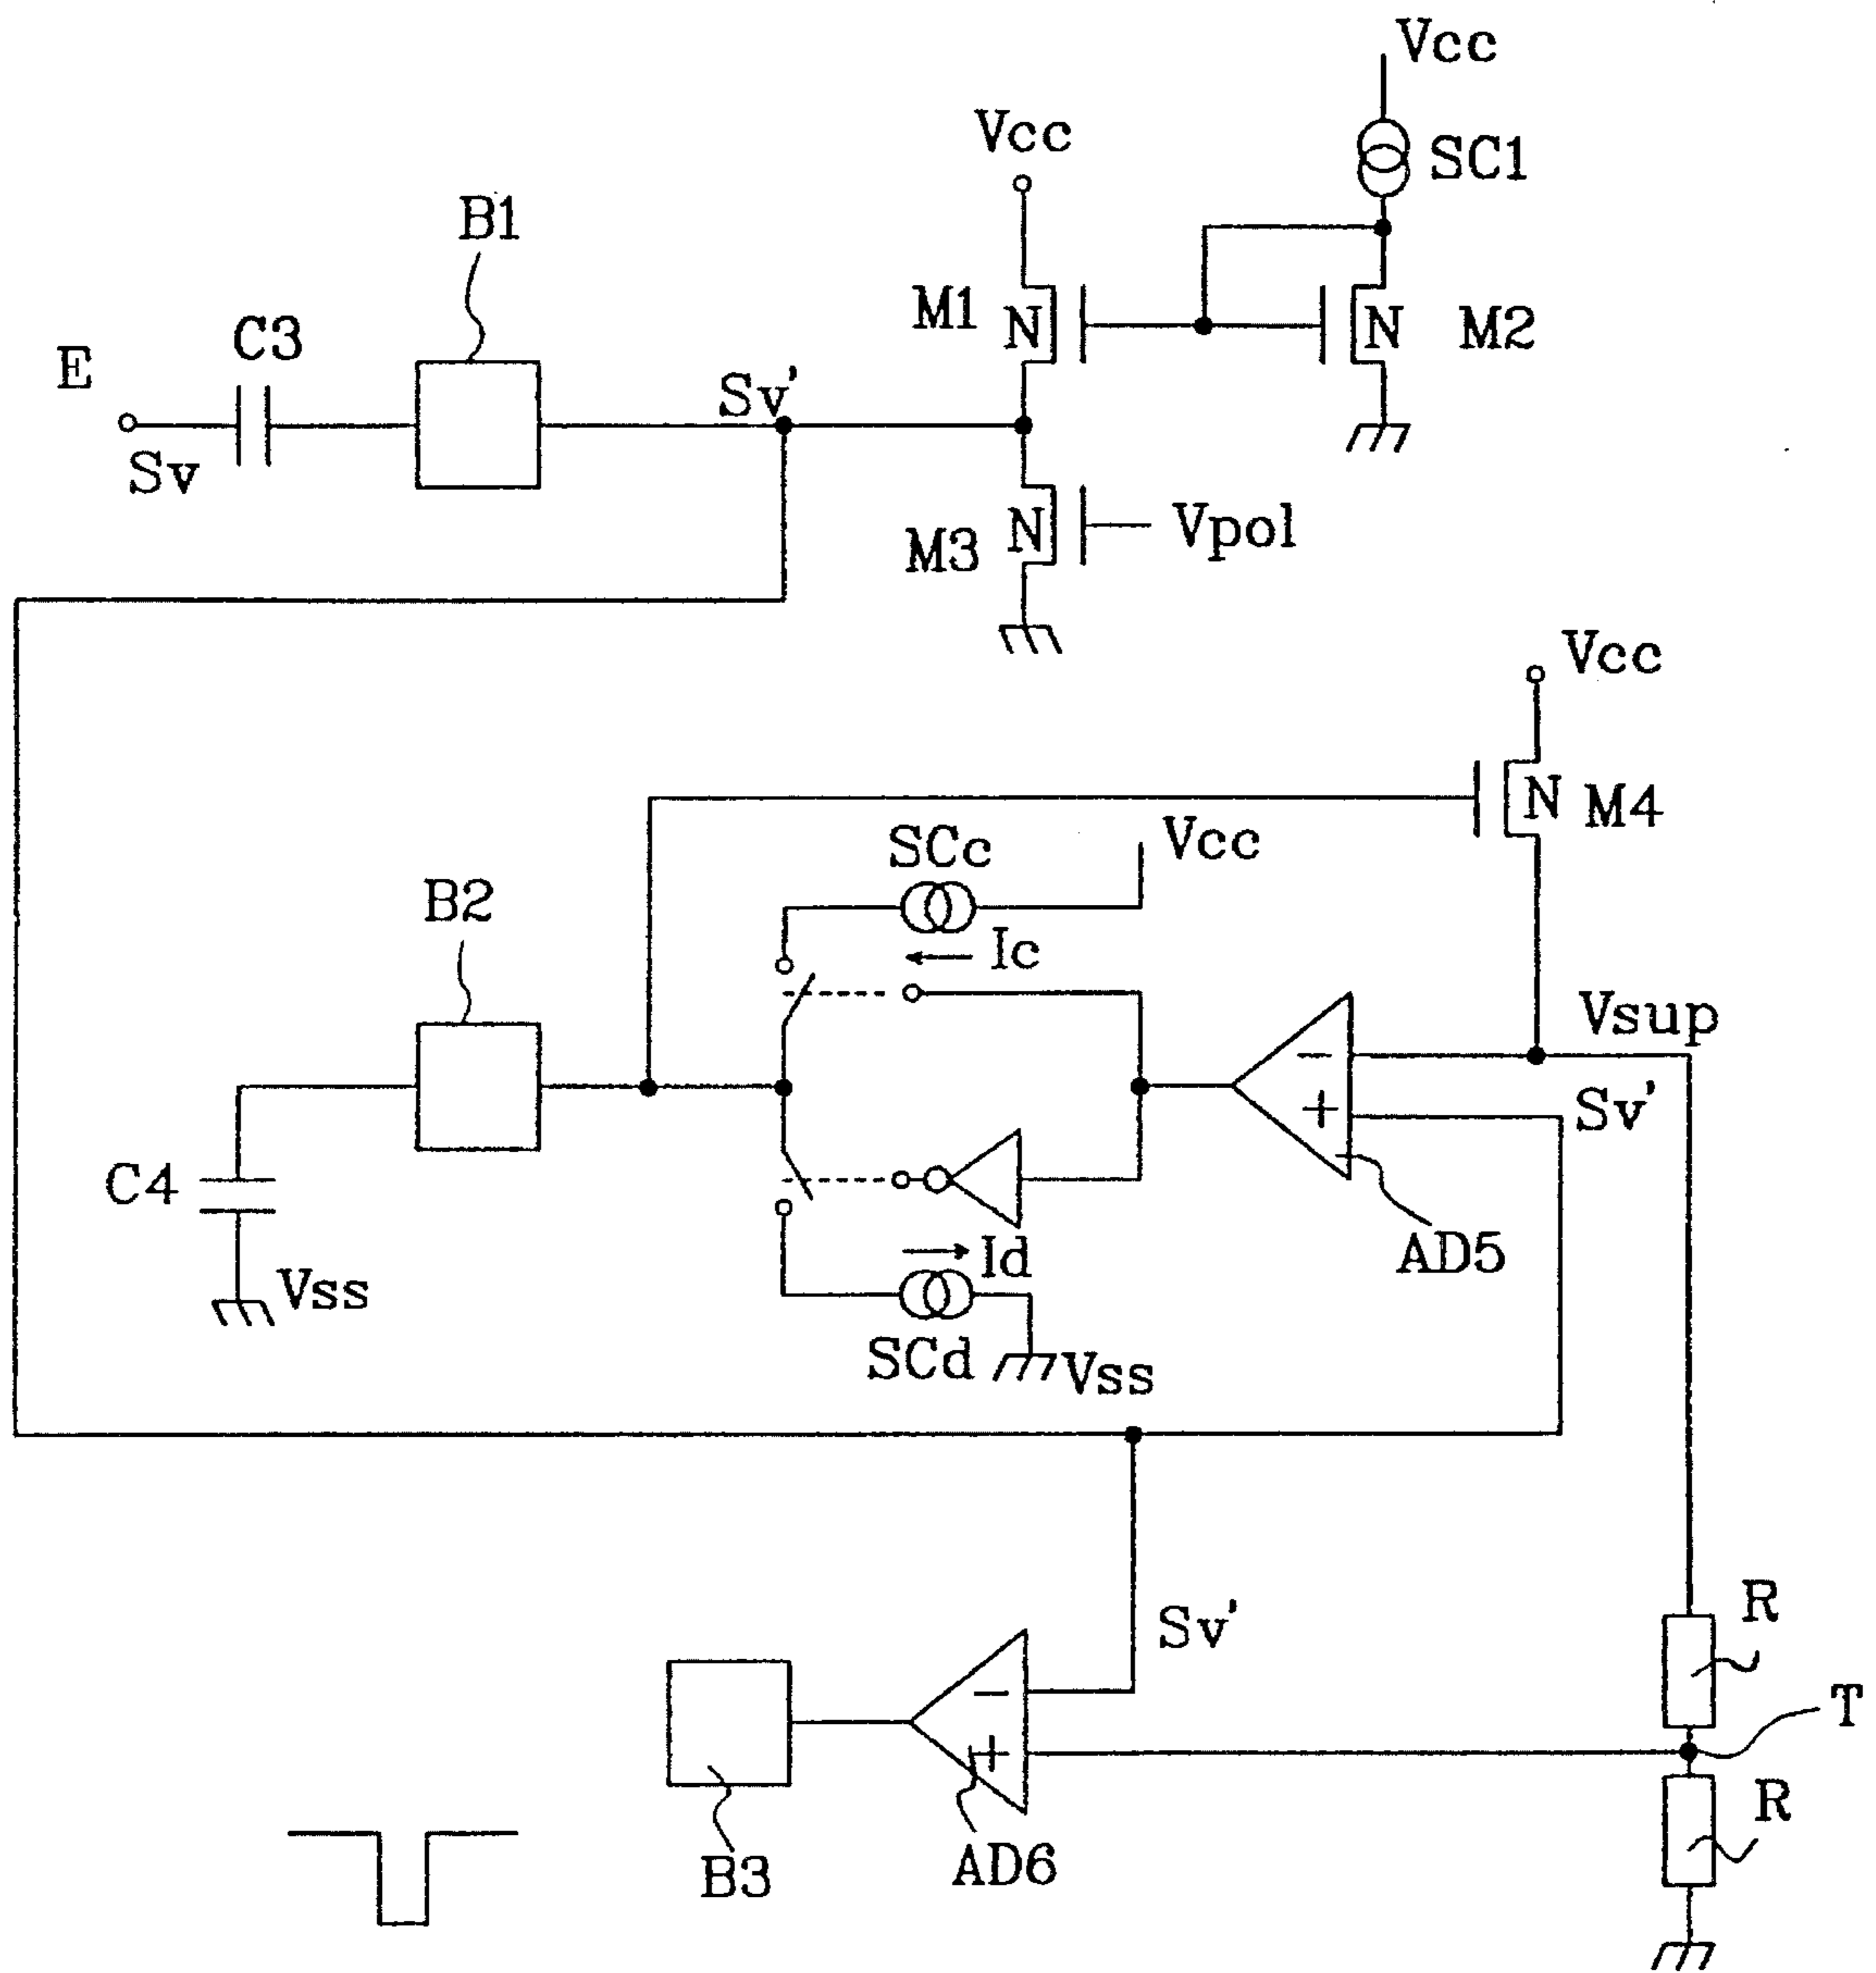 Vcc
SC1
Vcc
B1
M1
N
N
M2
C3
E
Sv'
Sv
N
Vpol
M3
Vcc
N
M4
SCc
Vcc
B2
Ic
Vsup
−
Sv'
+
C4
AD5
Id
Vss
SCd
Vss
R
Sv'
−
T
+
R
B3
AD6